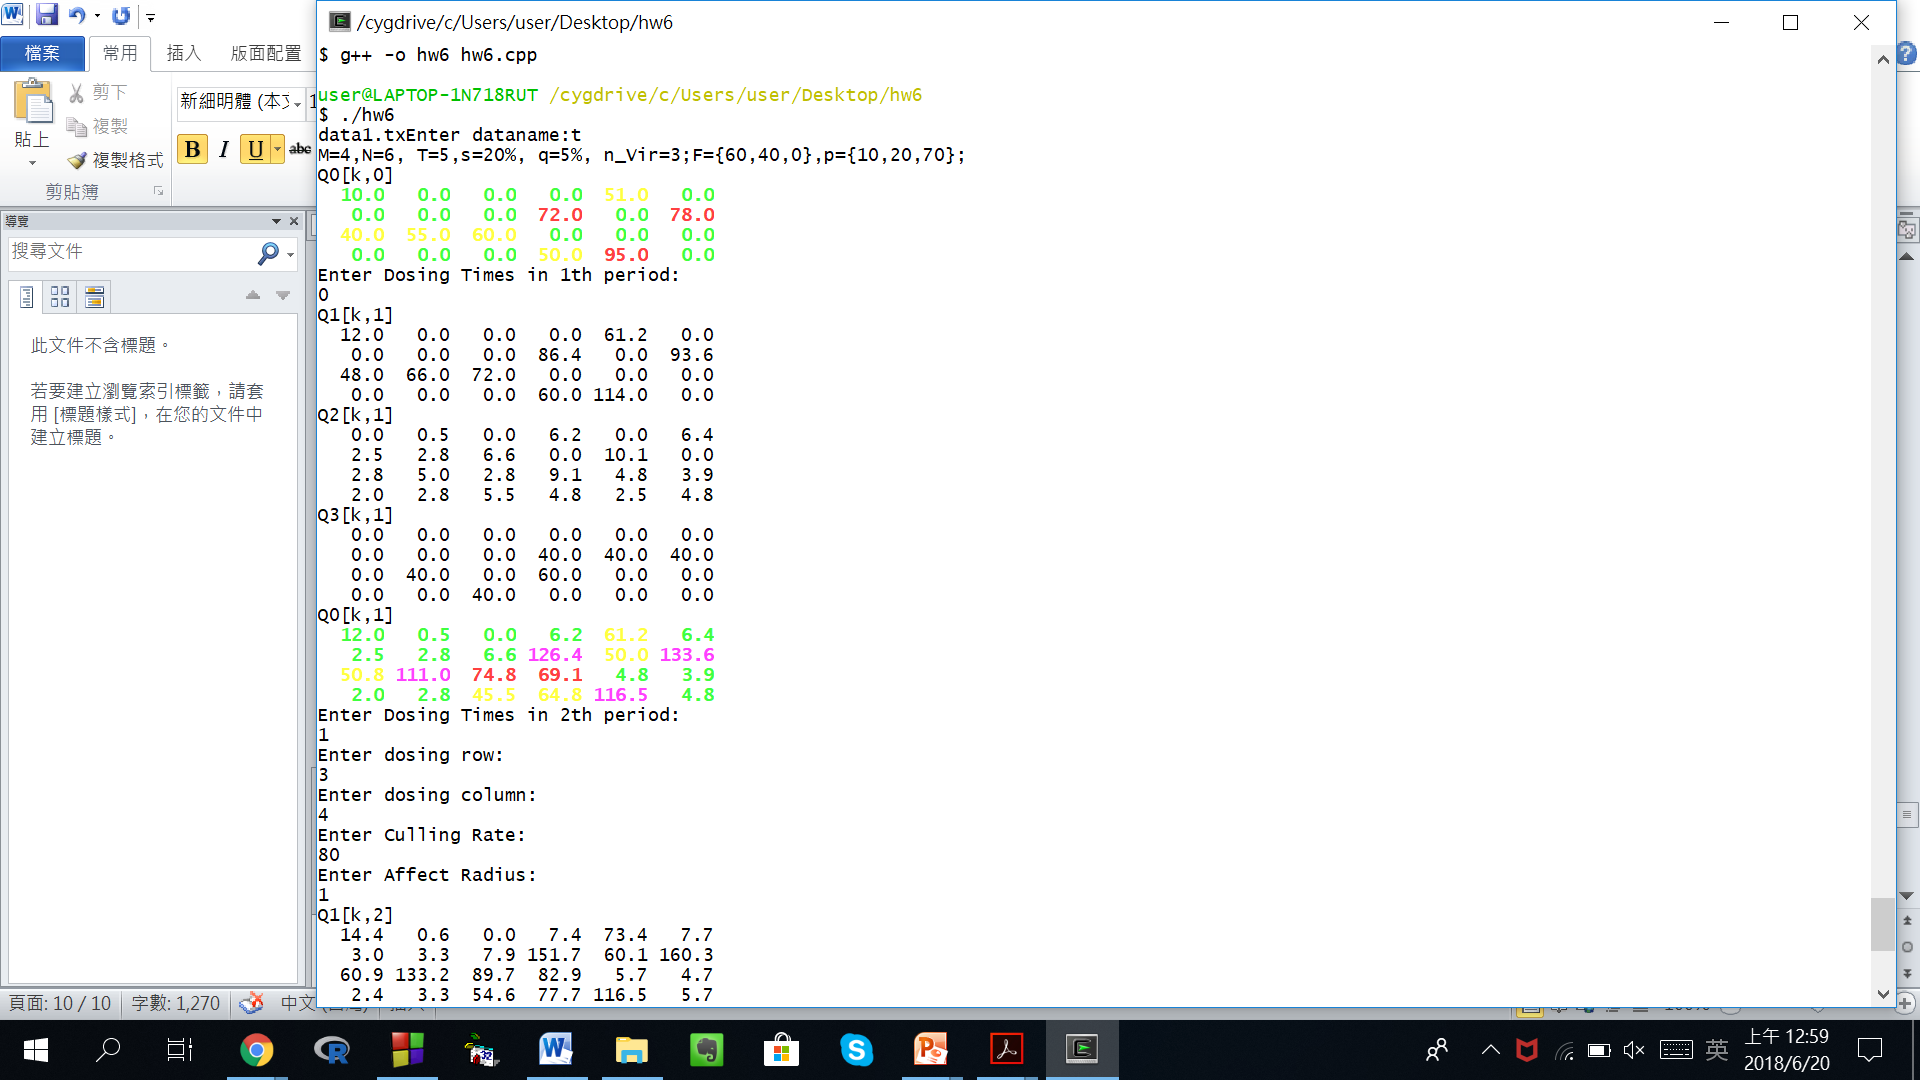 /cygdrive/c/Users/user/Desktop/hw6
檔案 常用 插入 版面配置
貼上
剪下
複製
複製格式
剪貼簿
新細明體 (本文
B I U abc
導覽
搜尋文件
此文件不含標題。
若要建立瀏覽索引標籤，請套
用 [標題樣式]，在您的文件中
建立標題。
$ g++ -o hw6 hw6.cpp
user@LAPTOP-1N718RUT /cygdrive/c/Users/user/Desktop/hw6
$ ./hw6
data1.txEnter dataname:t
M=4,N=6, T=5,s=20%, q=5%, n_Vir=3;F={60,40,0},p={10,20,70};
Q0[k,0]
10.0 0.0 0.0 0.0 51.0 0.0
0.0 0.0 0.0 72.0 0.0 78.0
40.0 55.0 60.0 0.0 0.0 0.0
0.0 0.0 0.0 50.0 95.0 0.0
Enter Dosing Times in 1th period:
0
Q1[k,1]
12.0 0.0 0.0 0.0 61.2 0.0
0.0 0.0 0.0 86.4 0.0 93.6
48.0 66.0 72.0 0.0 0.0 0.0
0.0 0.0 0.0 60.0 114.0 0.0
Q2[k,1]
0.0 0.5 0.0 6.2 0.0 6.4
2.5 2.8 6.6 0.0 10.1 0.0
2.8 5.0 2.8 9.1 4.8 3.9
2.0 2.8 5.5 4.8 2.5 4.8
Q3[k,1]
0.0 0.0 0.0 0.0 0.0 0.0
0.0 0.0 0.0 40.0 40.0 40.0
0.0 40.0 0.0 60.0 0.0 0.0
0.0 0.0 40.0 0.0 0.0 0.0
Q0[k,1]
12.0 0.5 0.0 6.2 61.2 6.4
2.5 2.8 6.6 126.4 50.0 133.6
50.8 111.0 74.8 69.1 4.8 3.9
2.0 2.8 45.5 64.8 116.5 4.8
Enter Dosing Times in 2th period:
1
Enter dosing row:
3
Enter dosing column:
4
Enter Culling Rate:
80
Enter Affect Radius:
1
Q1[k,2]
14.4 0.6 0.0 7.4 73.4 7.7
3.0 3.3 7.9 151.7 60.1 160.3
60.9 133.2 89.7 82.9 5.7 4.7
2.4 3.3 54.6 77.7 116.5 5.7
頁面: 10 / 10 字數: 1,270 中文
英
上午 12:59
2018/6/20